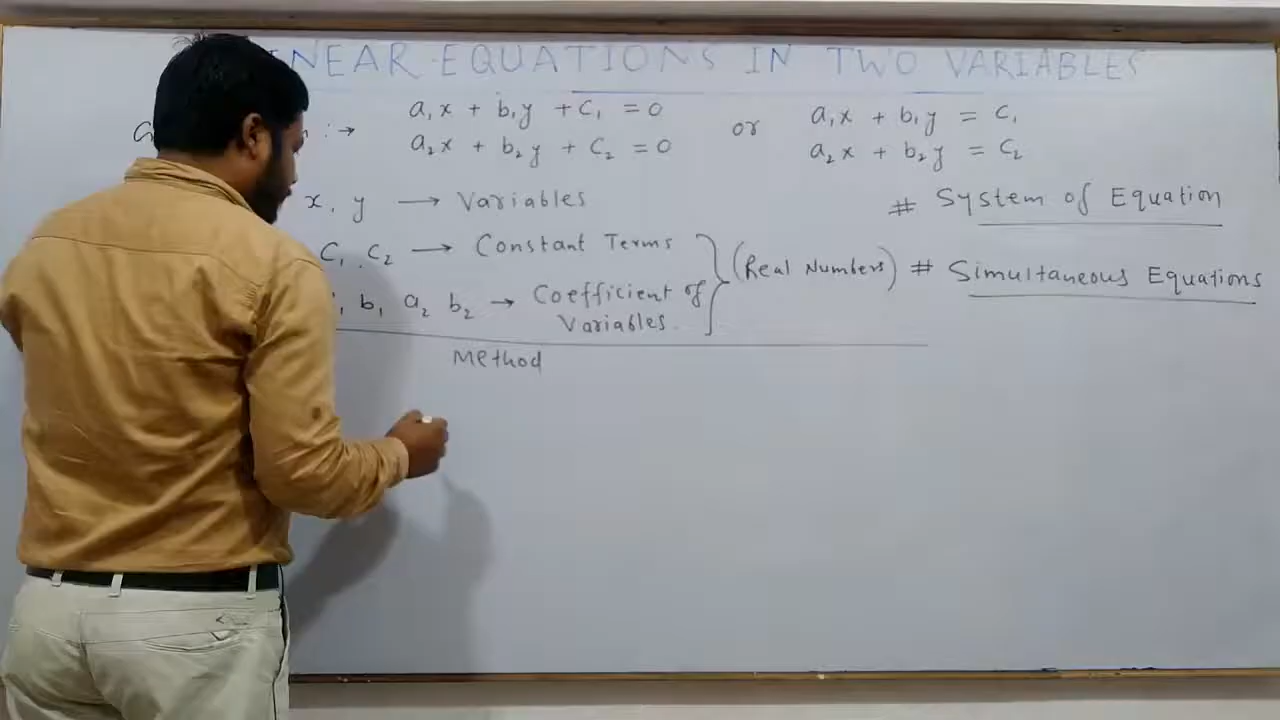 NEAR EQUATIONS IN TWO VARIABLES
:→ a₁x + b₁y + C₁ = 0 or a₁x + b₁y = C₁
a₂x + b₂y + C₂ = 0 a₂x + b₂y = C₂
x, y → Variables # System of Equation
C₁, C₂ → Constant Terms (Real Numbers) # Simultaneous Equations
, b₁ a₂ b₂ → Coefficient of
Variables.
Method